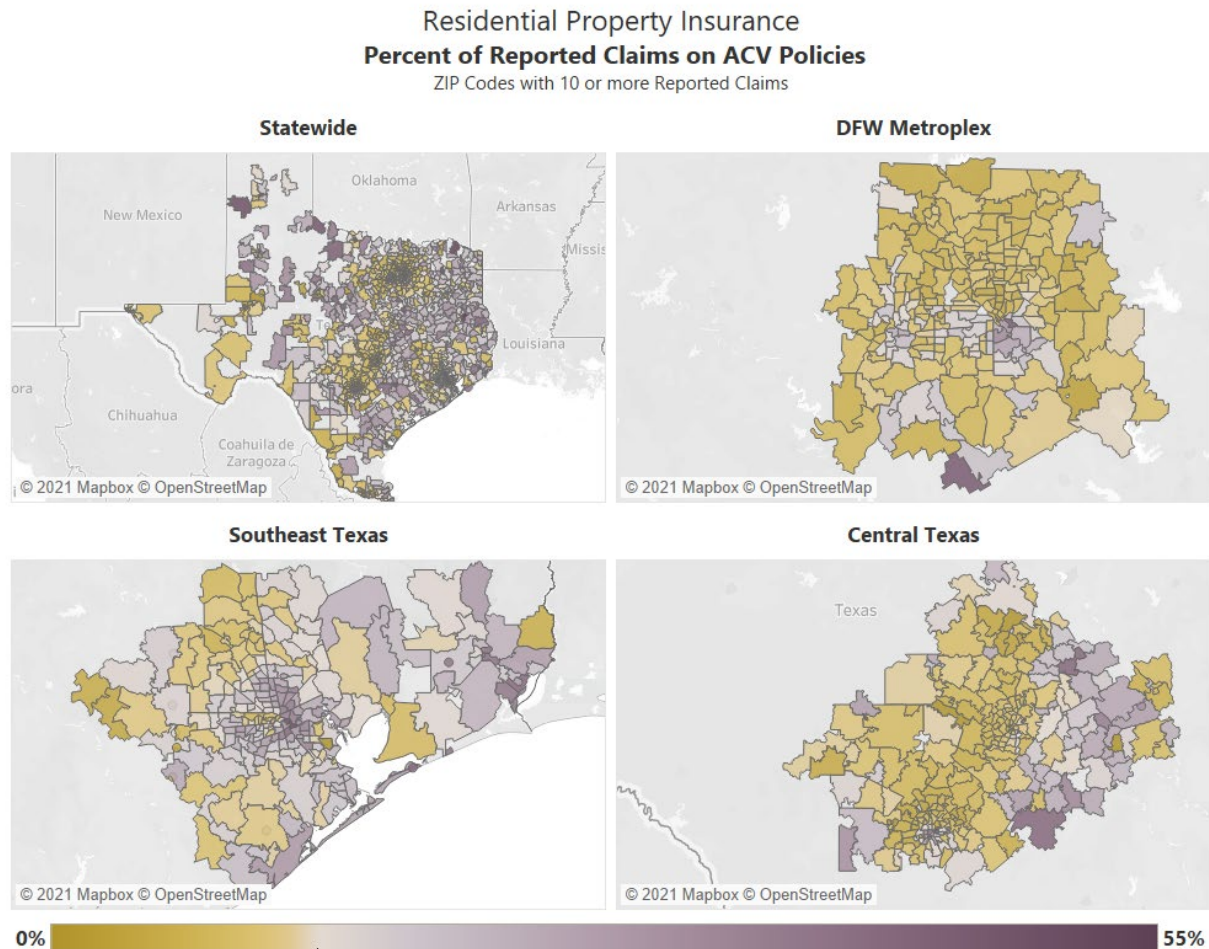 Residential Property Insurance
Percent of Reported Claims on ACV Policies
ZIP Codes with 10 or more Reported Claims
Statewide
DFW Metroplex
Oklahoma
New Mexico
Arkansas
Missis
Louisiana
ora
Chihuahua
Coahuila de
Zaragoza
© 2021 Mapbox © OpenStreetMap
© 2021 Mapbox © OpenStreetMap
Southeast Texas
Central Texas
Texas
© 2021 Mapbox © OpenStreetMap
© 2021 Mapbox © OpenStreetMap
0%
55%